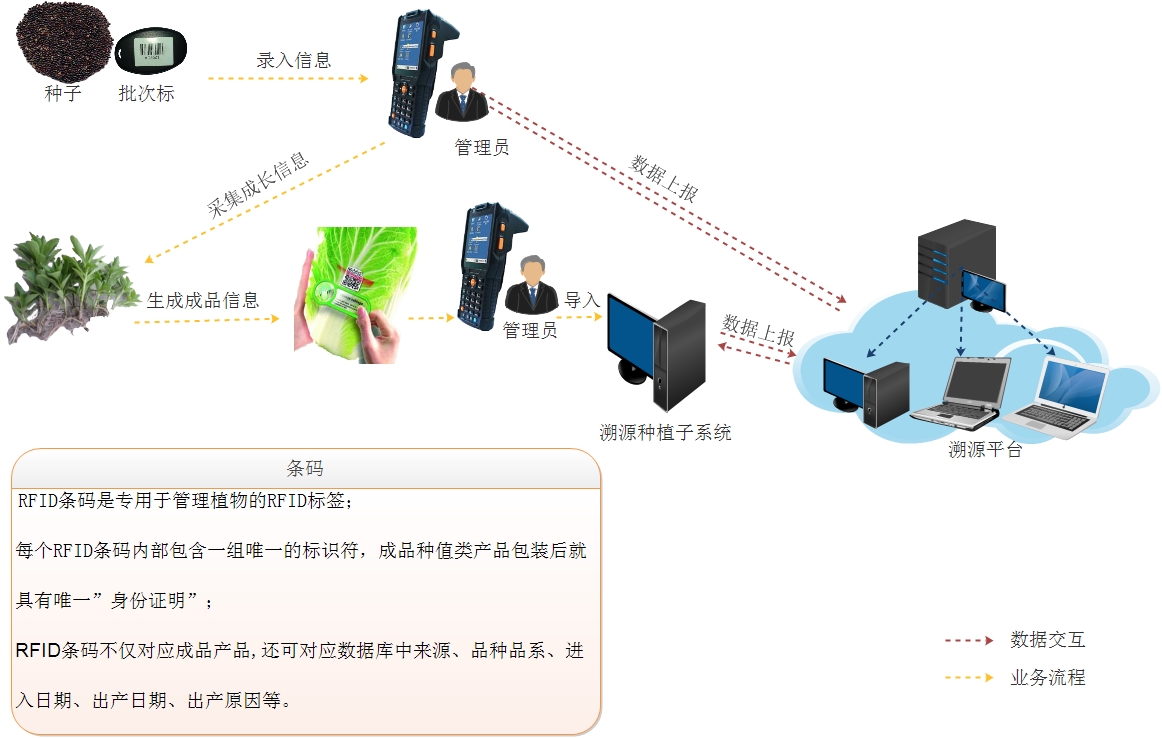 种子
批次标
录入信息
管理员
数据上报
采集成长信息
生成成品信息
管理员
导入
数据上报
溯源种植子系统
溯源平台
条码
RFID条码是专用于管理植物的RFID标签；
每个RFID条码内部包含一组唯一的标识符，成品种值类产品包装后就
具有唯一”身份证明”；
RFID条码不仅对应成品产品,还可对应数据库中来源、品种品系、进
入日期、出产日期、出产原因等。
数据交互
业务流程